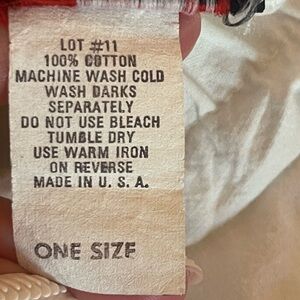 LOT #11
100% COTTON
MACHINE WASH COLD
WASH DARKS
SEPARATELY
DO NOT USE BLEACH
TUMBLE DRY
USE WARM IRON
ON REVERSE
MADE IN U. S. A.
ONE SIZE